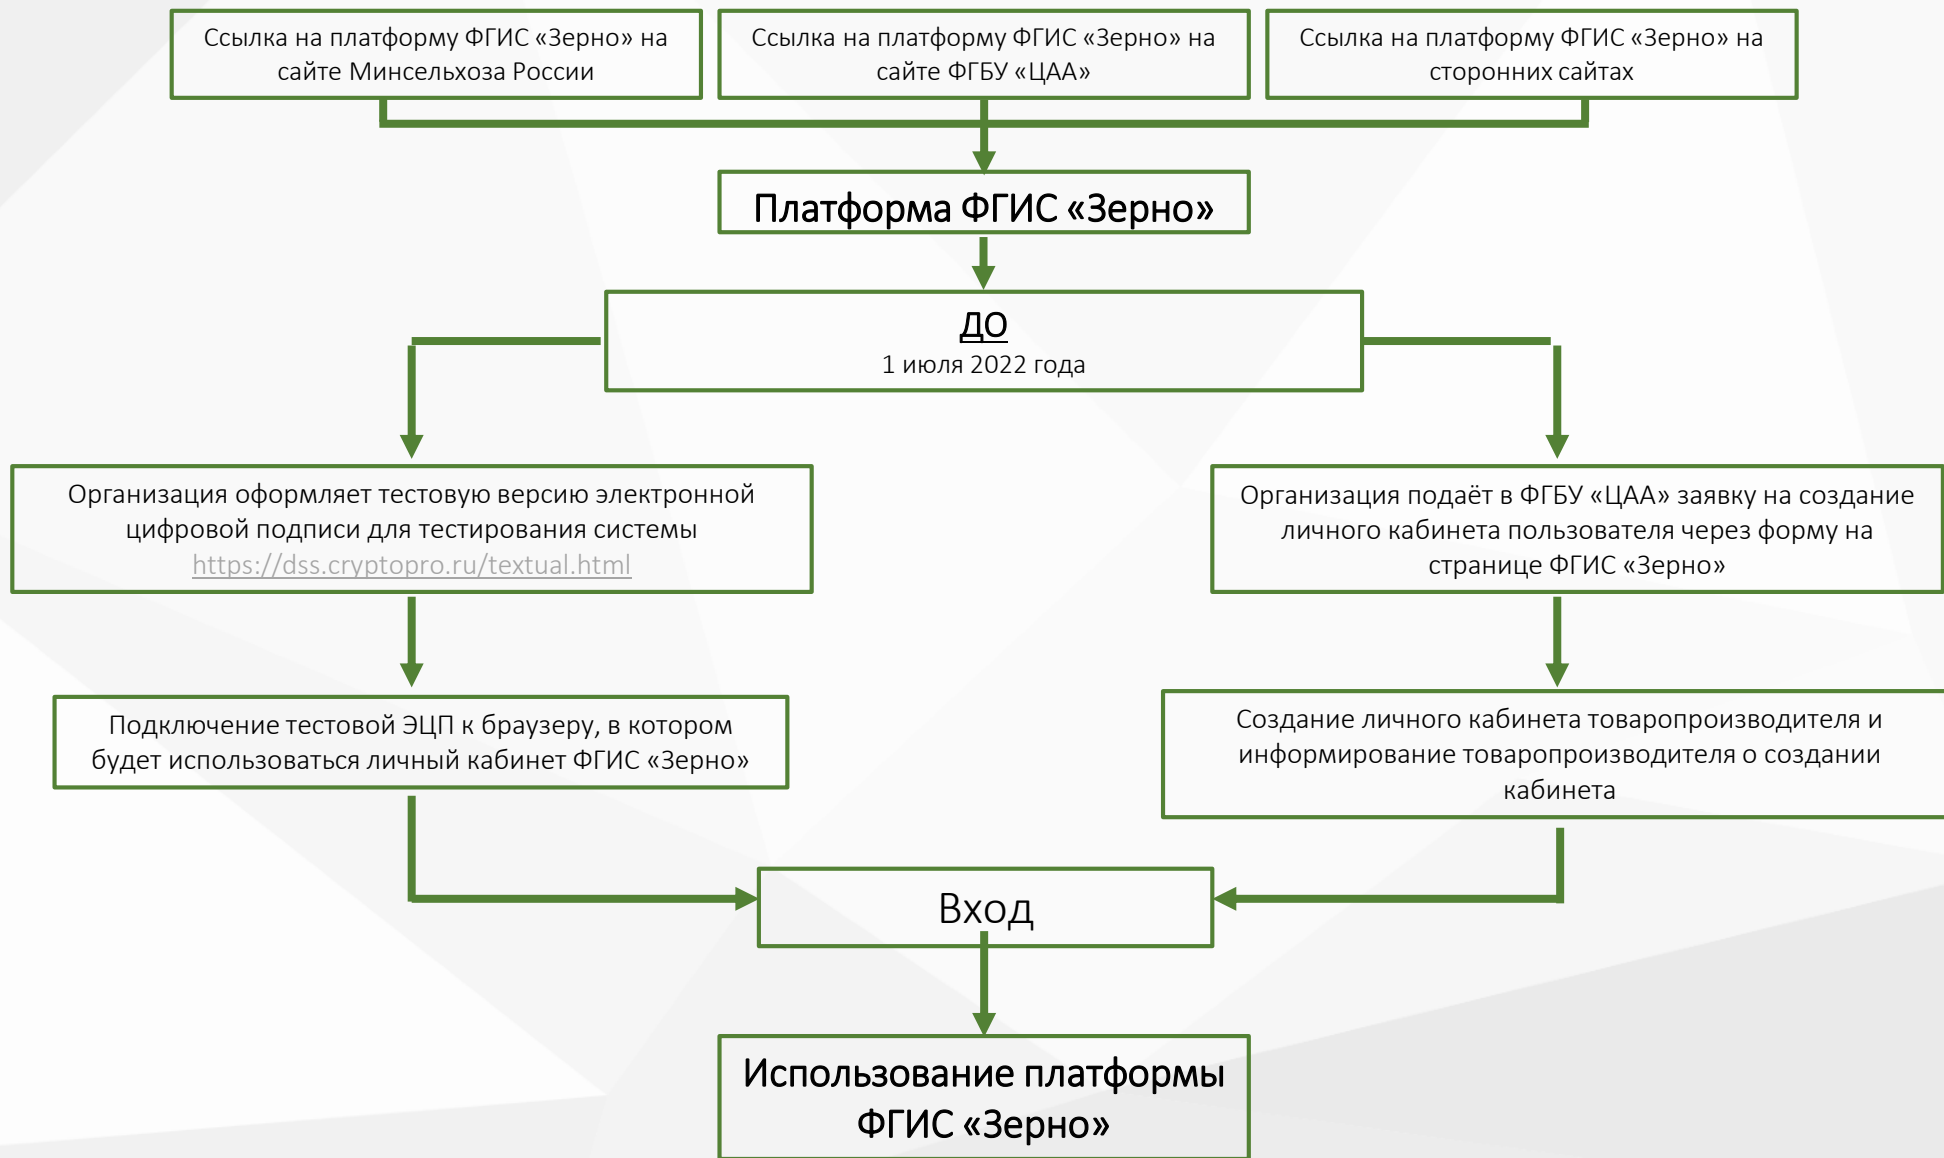 Ссылка на платформу ФГИС «Зерно» на
сайте Минсельхоза России
Ссылка на платформу ФГИС «Зерно» на
сайте ФГБУ «ЦАА»
Ссылка на платформу ФГИС «Зерно» на
сторонних сайтах
Платформа ФГИС «Зерно»
ДО
1 июля 2022 года
Организация оформляет тестовую версию электронной
цифровой подписи для тестирования системы
https://dss.cryptopro.ru/textual.html
Организация подаёт в ФГБУ «ЦАА» заявку на создание
личного кабинета пользователя через форму на
странице ФГИС «Зерно»
Подключение тестовой ЭЦП к браузеру, в котором
будет использоваться личный кабинет ФГИС «Зерно»
Создание личного кабинета товаропроизводителя и
информирование товаропроизводителя о создании
кабинета
Вход
Использование платформы
ФГИС «Зерно»